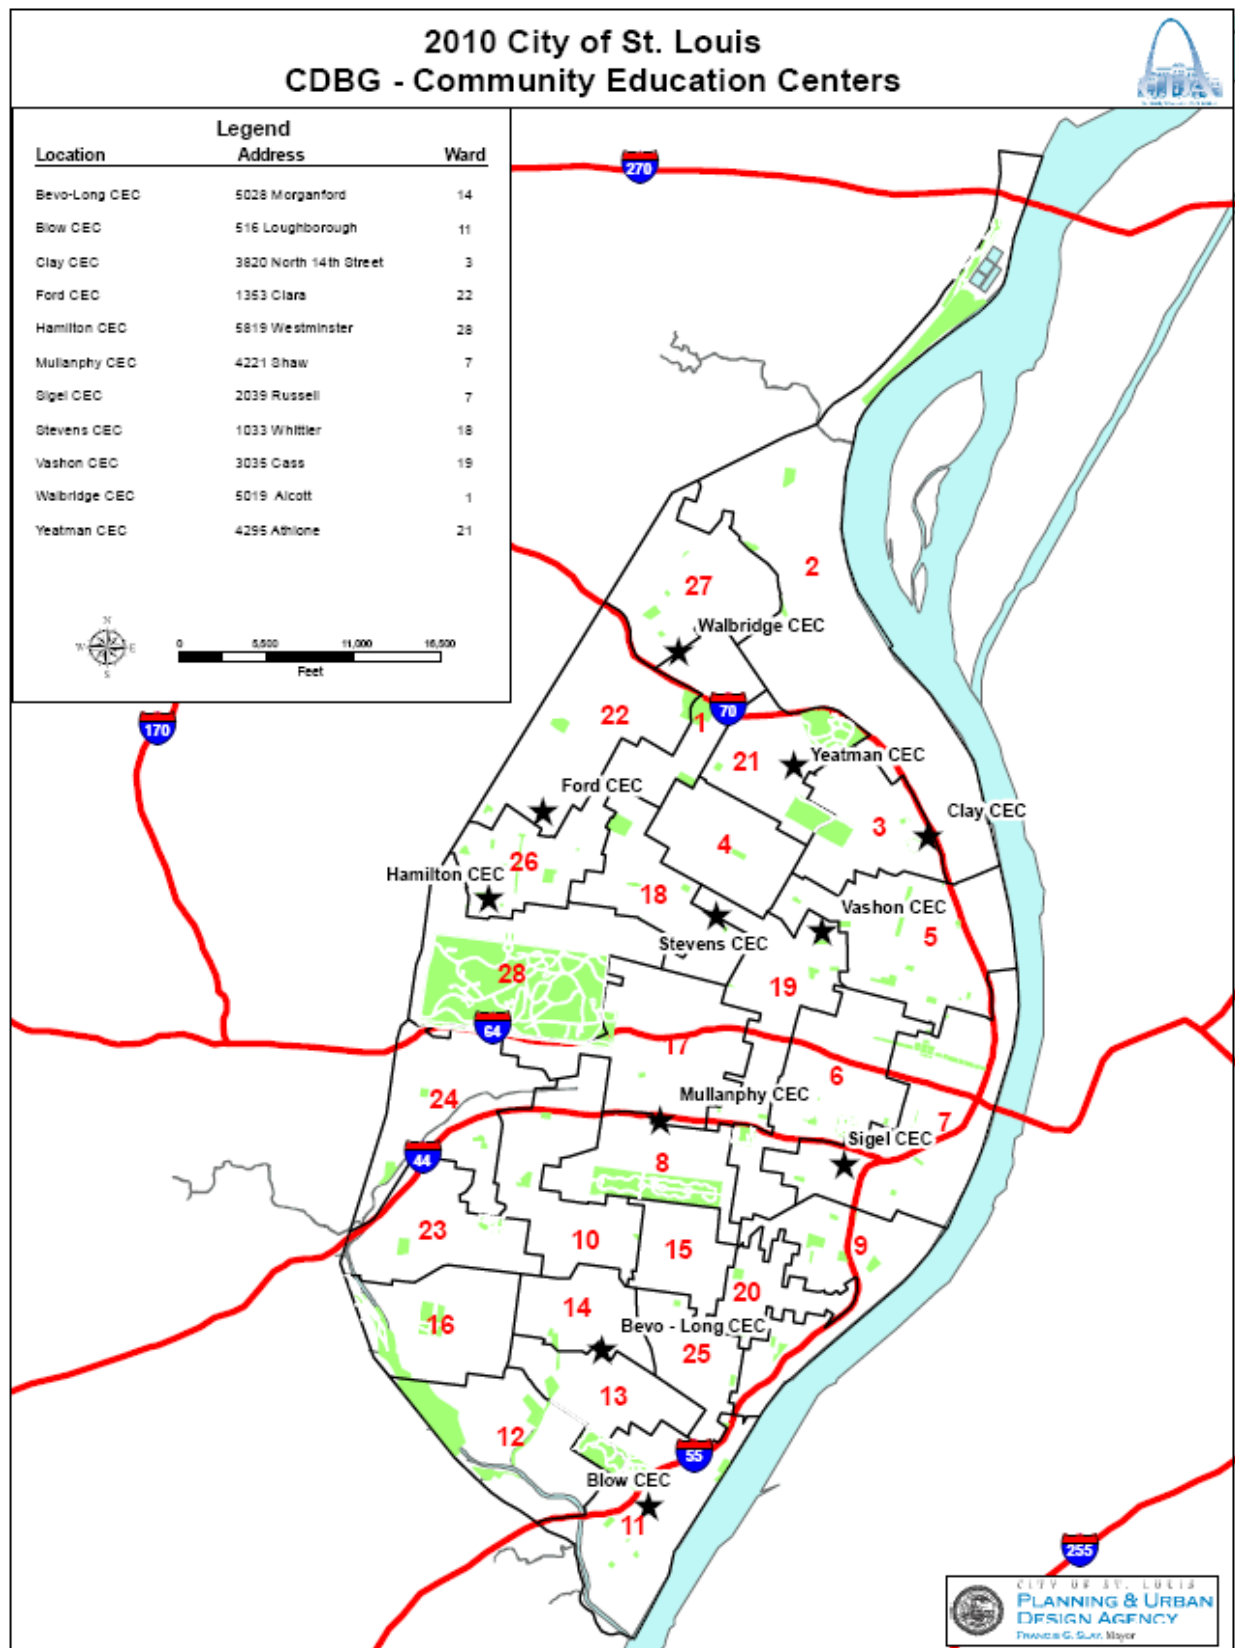 2010 City of St. Louis
CDBG - Community Education Centers
Legend
Location Address Ward
Bevo-Long CEC 5028 Morganford 14
Blow CEC 516 Loughborough 11
Clay CEC 3820 North 14th Street 3
Ford CEC 1353 Clara 22
Hamilton CEC 5819 Westminster 28
Mullanphy CEC 4221 Shaw 7
Sigel CEC 2039 Russell 7
Stevens CEC 1033 Whittier 18
Vashon CEC 3035 Cass 19
Walbridge CEC 5019 Alcott 1
Yeatman CEC 4295 Athlone 21
N
W E
S
0 5,500 11,000 16,500
Feet
270
2
27
Walbridge CEC
22
1
70
170
21
Yeatman CEC
Ford CEC
Clay CEC
3
4
26
Hamilton CEC
18
Vashon CEC
5
Stevens CEC
28
19
64
17
6
Mullanphy CEC
24
7
Sigel CEC
44
8
23
10
15
9
20
14
16
Bevo - Long CEC
25
13
12
55
Blow CEC
11
255
CITY OF ST. LOUIS
PLANNING & URBAN
DESIGN AGENCY
FRANCIS G. SLAY, Mayor